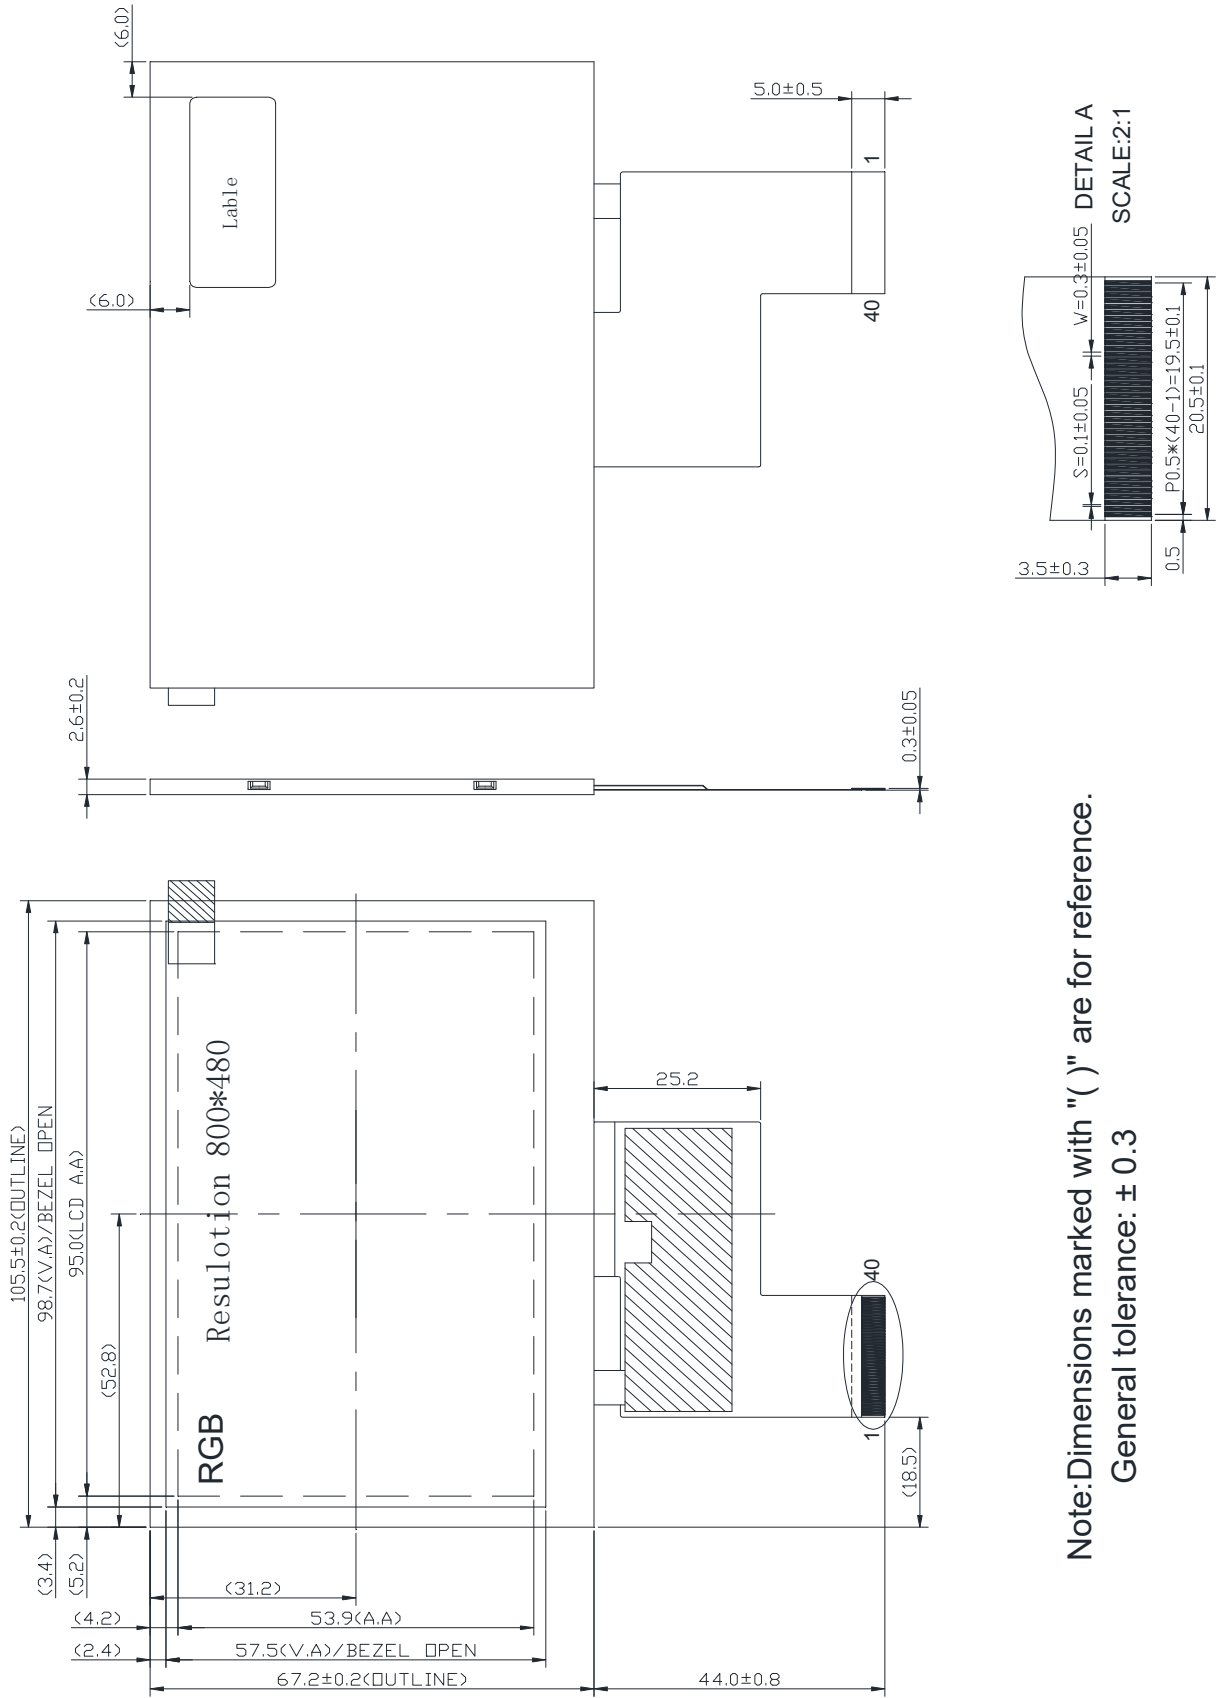 105.5±0.2(OUTLINE)
98.7(V.A)/BEZEL OPEN
95.0(LCD A.A)
(52.8)
(3.4)
(5.2)
(4.2)
(2.4)
(31.2)
53.9(A.A)
57.5(V.A)/BEZEL OPEN
67.2±0.2(OUTLINE)
44.0±0.8
RGB
Resulotion 800*480
25.2
1
40
(18.5)
2.6±0.2
0.3±0.05
(6.0)
(6.0)
Lable
5.0±0.5
1
40
DETAIL A
SCALE:2:1
S=0.1±0.05
W=0.3±0.05
P0.5*(40-1)=19.5±0.1
20.5±0.1
0.5
3.5±0.3
Note:Dimensions marked with "( )" are for reference.
General tolerance: ± 0.3